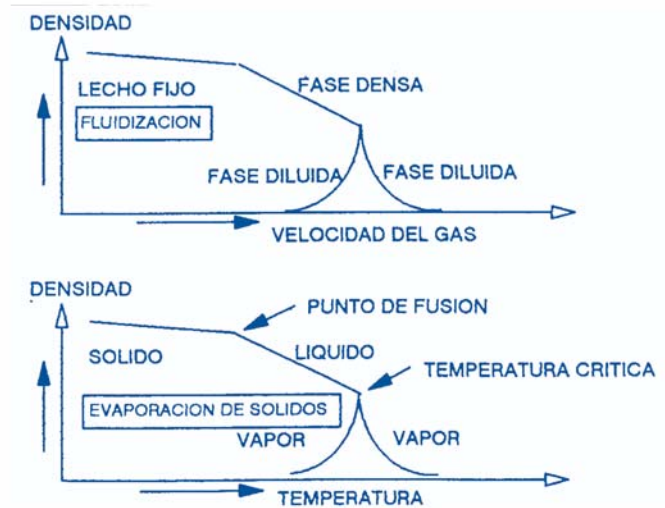 DENSIDAD
LECHO FIJO
FLUIDIZACION
FASE DENSA
FASE DILUIDA
FASE DILUIDA
VELOCIDAD DEL GAS
DENSIDAD
PUNTO DE FUSION
SOLIDO
LIQUIDO
TEMPERATURA CRITICA
EVAPORACION DE SOLIDOS
VAPOR
VAPOR
TEMPERATURA